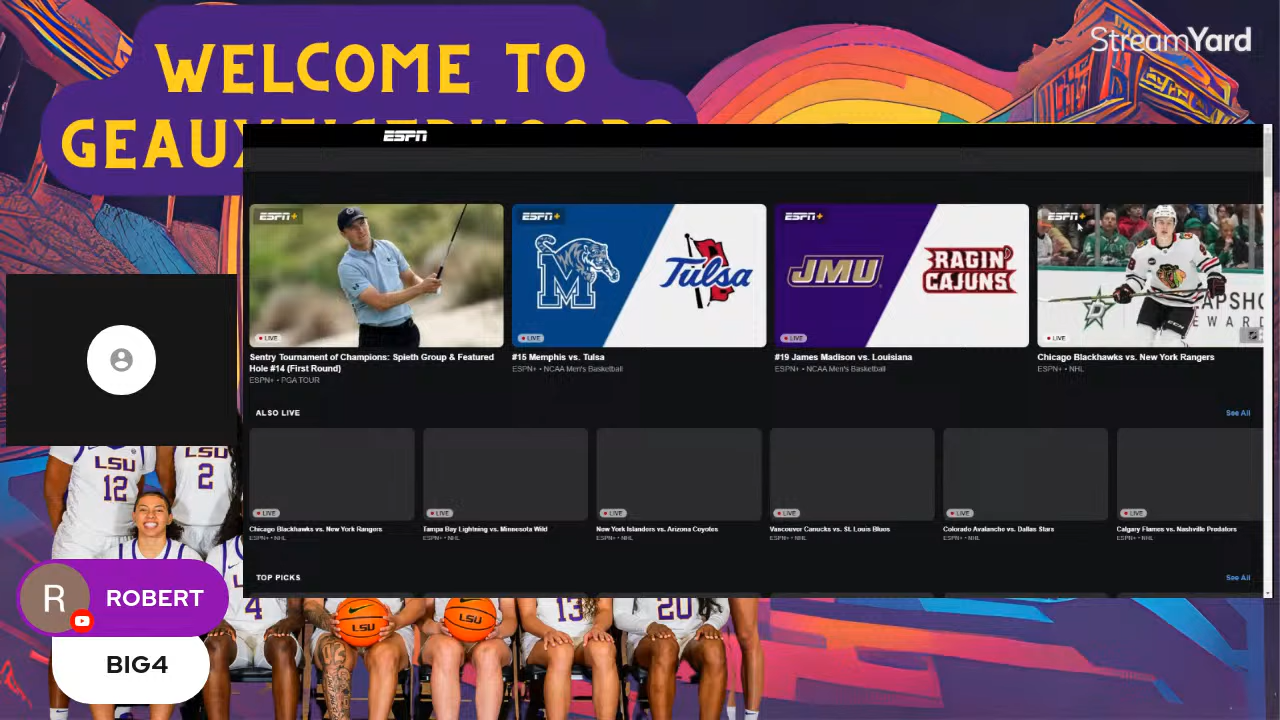 WELCOME TO
StreamYard
GEAUXTIGERHOOPS
ESPN
ESPN+
ESPN+
ESPN+
ESPN+
M
Tulsa
JMU
RAGIN'
CAJUNS
LIVE
LIVE
LIVE
LIVE
Sentry Tournament of Champions: Spieth Group & Featured
Hole #14 (First Round)
ESPN+ • PGA TOUR
#15 Memphis vs. Tulsa
ESPN+ • NCAA Men's Basketball
#19 James Madison vs. Louisiana
ESPN+ • NCAA Men's Basketball
Chicago Blackhawks vs. New York Rangers
ESPN+ • NHL
ALSO LIVE
See All
LIVE
LIVE
LIVE
LIVE
LIVE
LIVE
Chicago Blackhawks vs. New York Rangers
ESPN+ • NHL
Tampa Bay Lightning vs. Minnesota Wild
ESPN+ • NHL
New York Islanders vs. Arizona Coyotes
ESPN+ • NHL
Vancouver Canucks vs. St. Louis Blues
ESPN+ • NHL
Colorado Avalanche vs. Dallas Stars
ESPN+ • NHL
Calgary Flames vs. Nashville Predators
ESPN+ • NHL
TOP PICKS
See All
LSU
12
LSU
2
4
LSU
LSU
13
20
R
ROBERT
BIG4